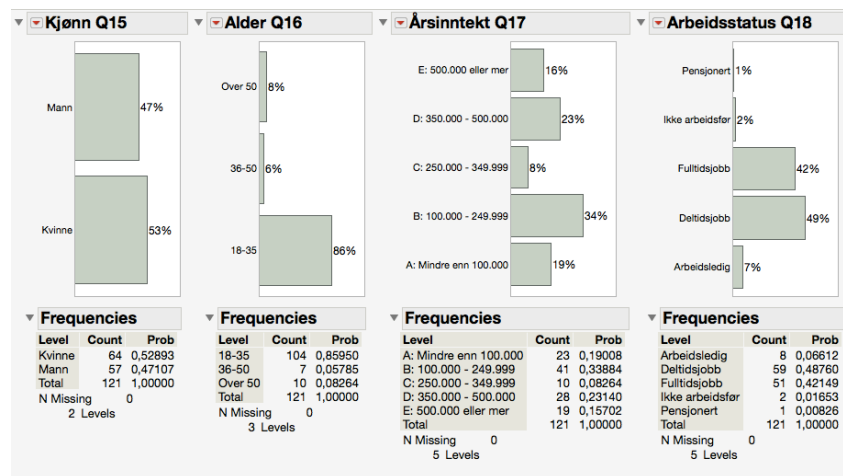 Kjønn Q15
Mann 47%
Kvinne 53%
Frequencies
Level Count Prob
Kvinne 64 0,52893
Mann 57 0,47107
Total 121 1,00000
N Missing 0
2 Levels
Alder Q16
Over 50 8%
36-50 6%
18-35 86%
Frequencies
Level Count Prob
18-35 104 0,85950
36-50 7 0,05785
Over 50 10 0,08264
Total 121 1,00000
N Missing 0
3 Levels
Årsinntekt Q17
E: 500.000 eller mer 16%
D: 350.000 - 500.000 23%
C: 250.000 - 349.999 8%
B: 100.000 - 249.999 34%
A: Mindre enn 100.000 19%
Frequencies
Level Count Prob
A: Mindre enn 100.000 23 0,19008
B: 100.000 - 249.999 41 0,33884
C: 250.000 - 349.999 10 0,08264
D: 350.000 - 500.000 28 0,23140
E: 500.000 eller mer 19 0,15702
Total 121 1,00000
N Missing 0
5 Levels
Arbeidsstatus Q18
Pensjonert 1%
Ikke arbeidsfør 2%
Fulltidsjobb 42%
Deltidsjobb 49%
Arbeidsledig 7%
Frequencies
Level Count Prob
Arbeidsledig 8 0,06612
Deltidsjobb 59 0,48760
Fulltidsjobb 51 0,42149
Ikke arbeidsfør 2 0,01653
Pensjonert 1 0,00826
Total 121 1,00000
N Missing 0
5 Levels